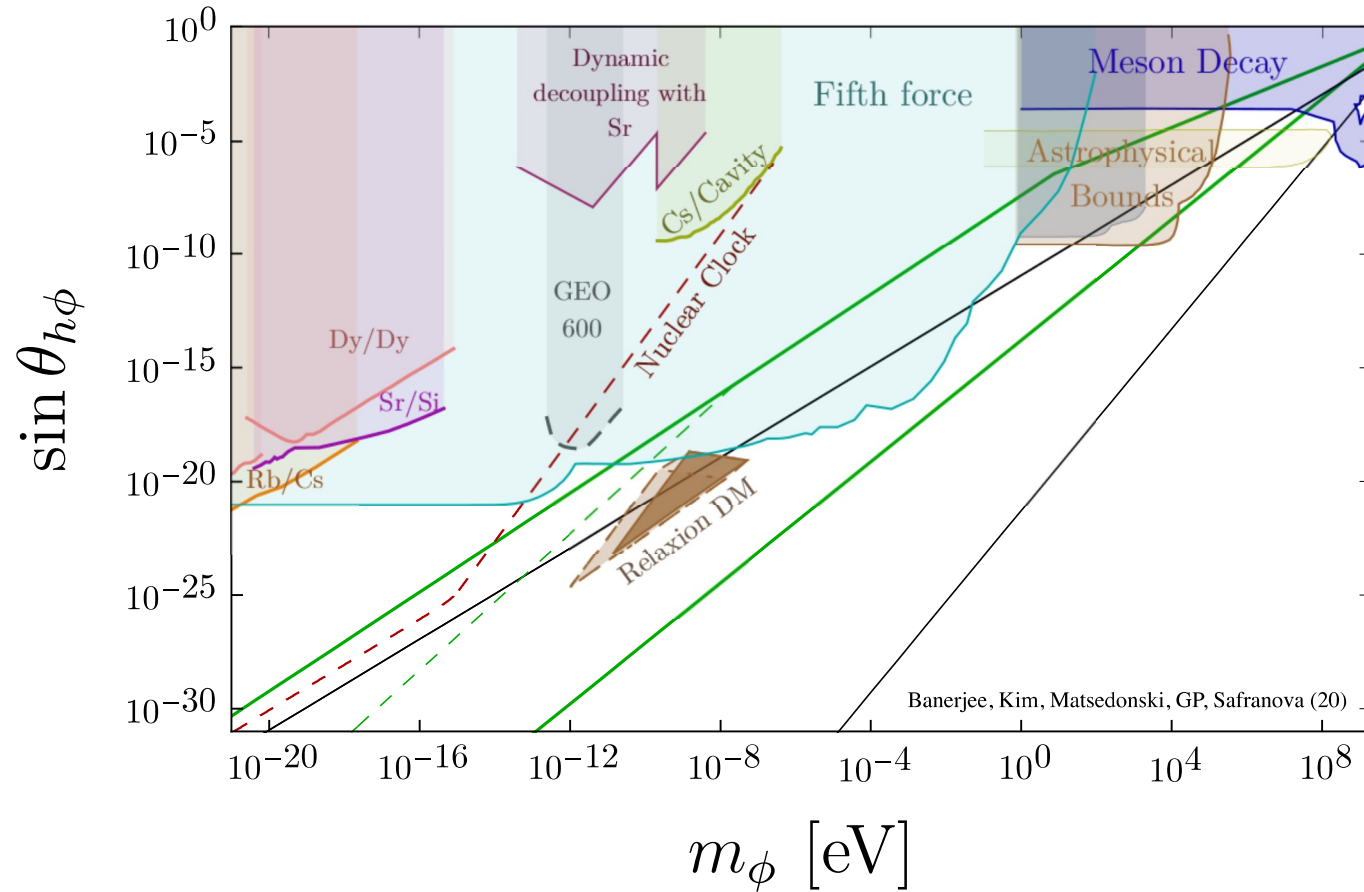 10^0
10^-5
10^-10
10^-15
10^-20
10^-25
10^-30
sin θ_hφ
Dynamic
decoupling with
Sr
Fifth force
Meson Decay
Astrophysical
Bounds
Cs/Cavity
Nuclear Clock
GEO
600
Dy/Dy
Sr/Si
Rb/Cs
Relaxion DM
Banerjee, Kim, Matsedonski, GP, Safranova (20)
10^-20
10^-16
10^-12
10^-8
10^-4
10^0
10^4
10^8
m_φ [eV]